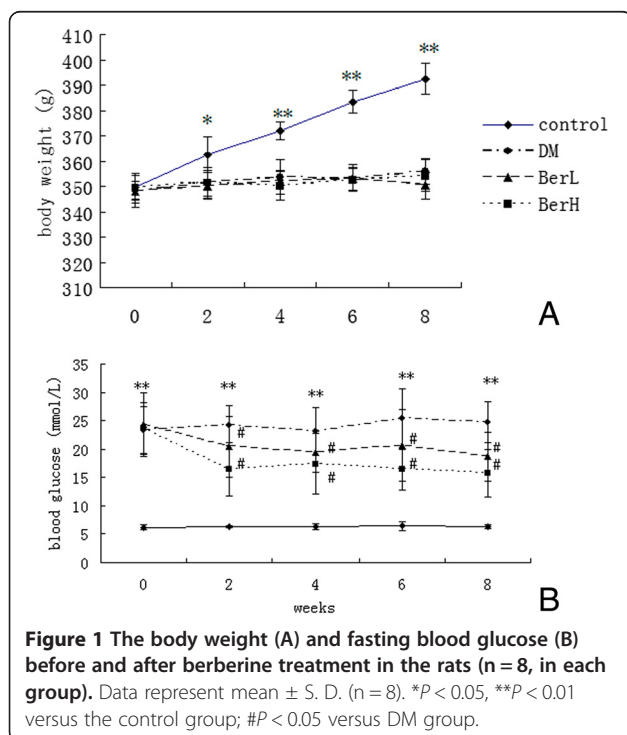 410
**
400
**
390
**
380
*
370
360
350
340
330
320
310
body weight (g)
0 2 4 6 8
control
DM
BerL
BerH
A
35
** ** ** ** **
30
25
20
15
10
5
0
# # # # # # # #
blood glucose (mmol/L)
0 2 4 6 8
weeks
B
Figure 1 The body weight (A) and fasting blood glucose (B)
before and after berberine treatment in the rats (n = 8, in each
group). Data represent mean ± S. D. (n = 8). *P < 0.05, **P < 0.01
versus the control group; #P < 0.05 versus DM group.